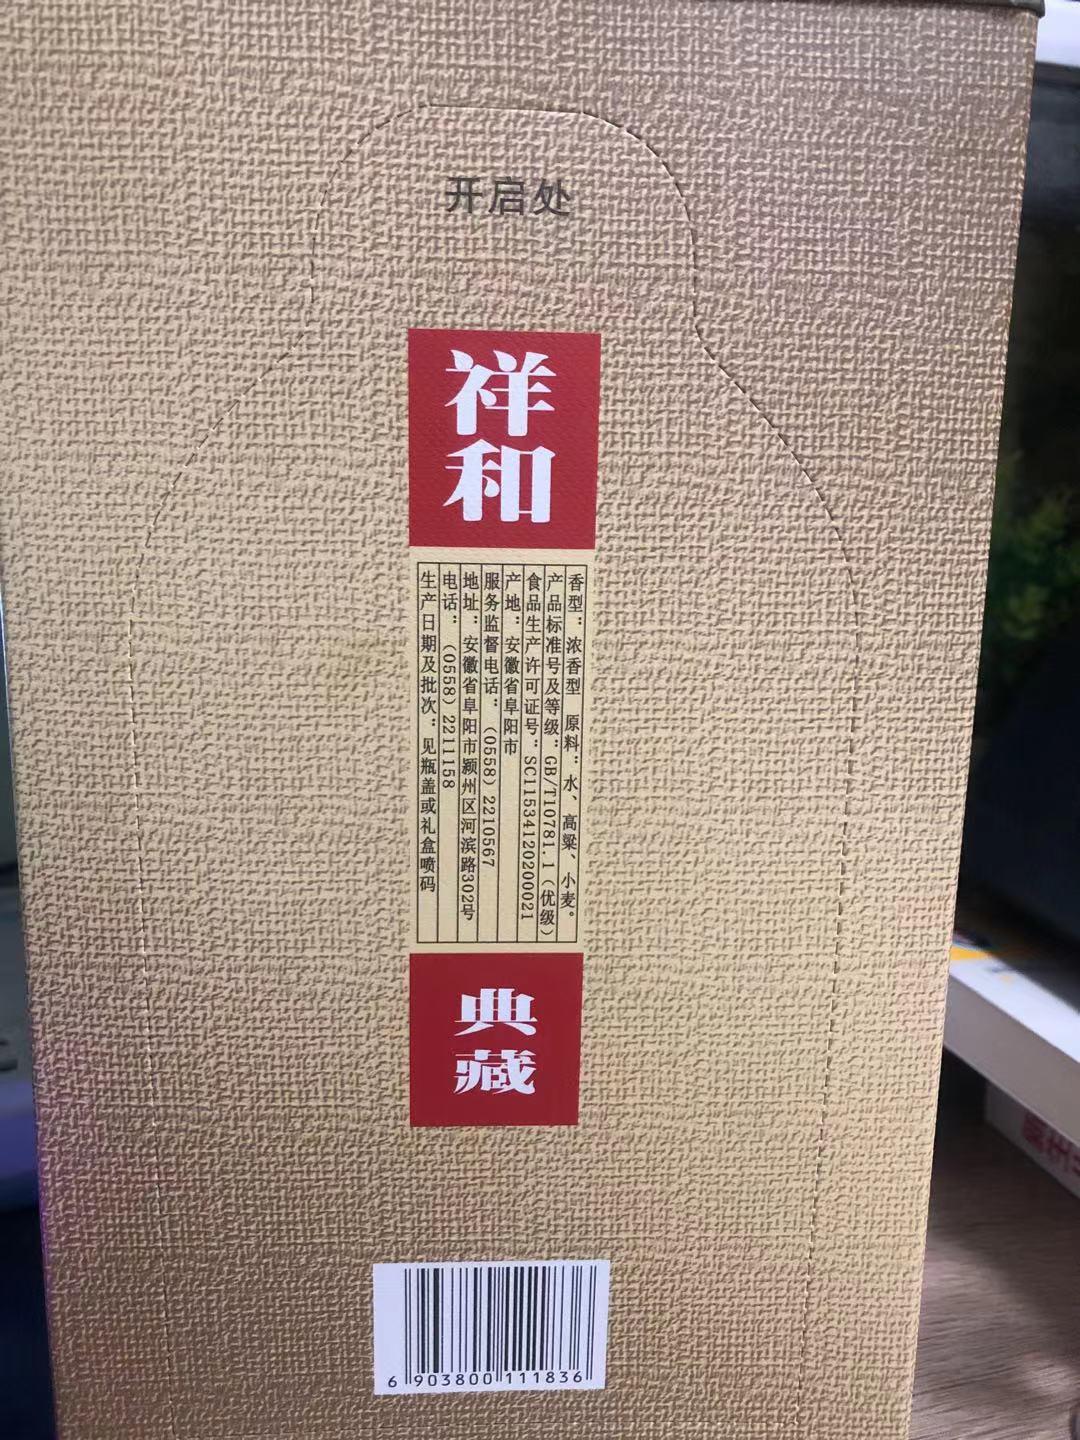 开启处
祥和
香型：浓香型 原料：水、高粱、小麦。
产品标准号及等级：GB/T10781.1（优级）
食品生产许可证号：SC11534120200021
产地：安徽省阜阳市
服务监督电话：（0558）2210567
地址：安徽省阜阳市颍州区河滨路302号
电话：（0558）2211158
生产日期及批次：见瓶盖或礼盒喷码
典藏
6 903800 111836